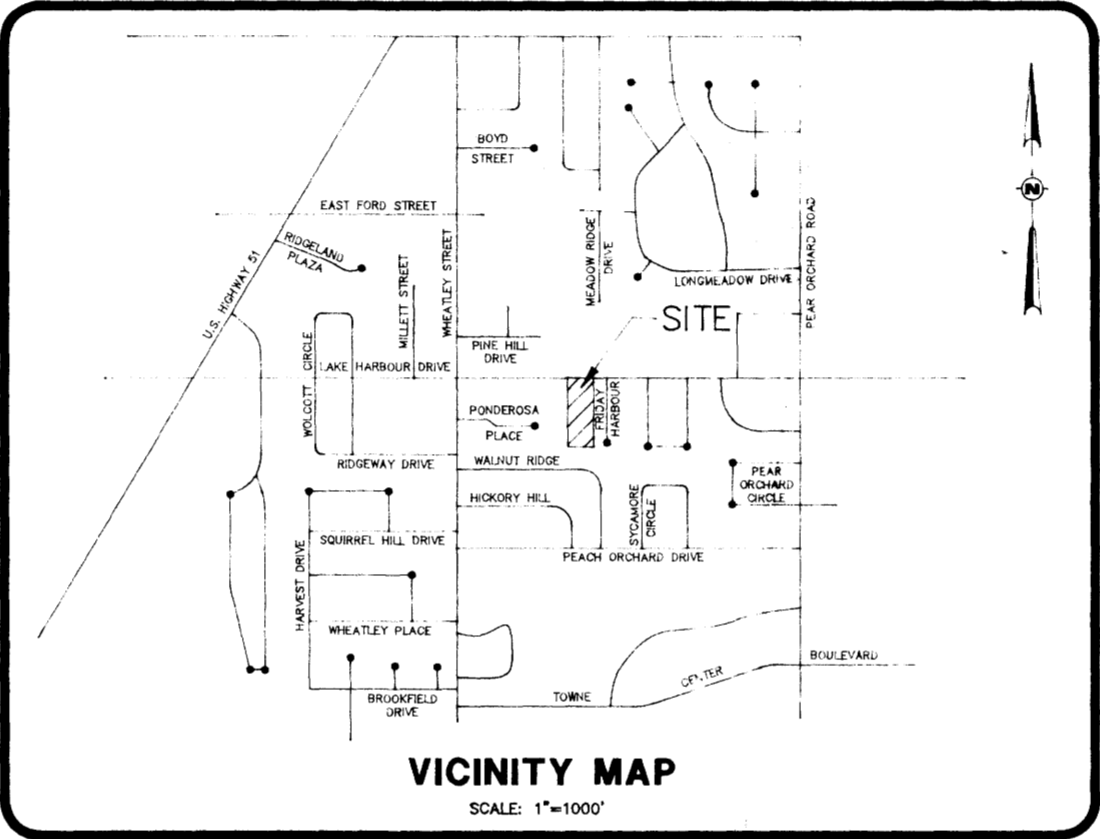 BOYD
STREET
EAST FORD STREET
RIDGELAND
PLAZA
U.S. HIGHWAY 51
MILLETT STREET
WHEATLEY STREET
MEADOW RIDGE
DRIVE
PEAR ORCHARD ROAD
N
LONGMEADOW DRIVE
SITE
PINE HILL
DRIVE
WOLCOTT CIRCLE
LAKE HARBOUR DRIVE
PONDEROSA
PLACE
FRIDAY
HARBOUR
RIDGEWAY DRIVE
WALNUT RIDGE
HICKORY HILL
SYCAMORE
CIRCLE
PEAR
ORCHARD
CIRCLE
SQUIRREL HILL DRIVE
HARVEST DRIVE
PEACH ORCHARD DRIVE
WHEATLEY PLACE
BROOKFIELD
DRIVE
TOWNE CENTER BOULEVARD
VICINITY MAP
SCALE: 1"=1000'